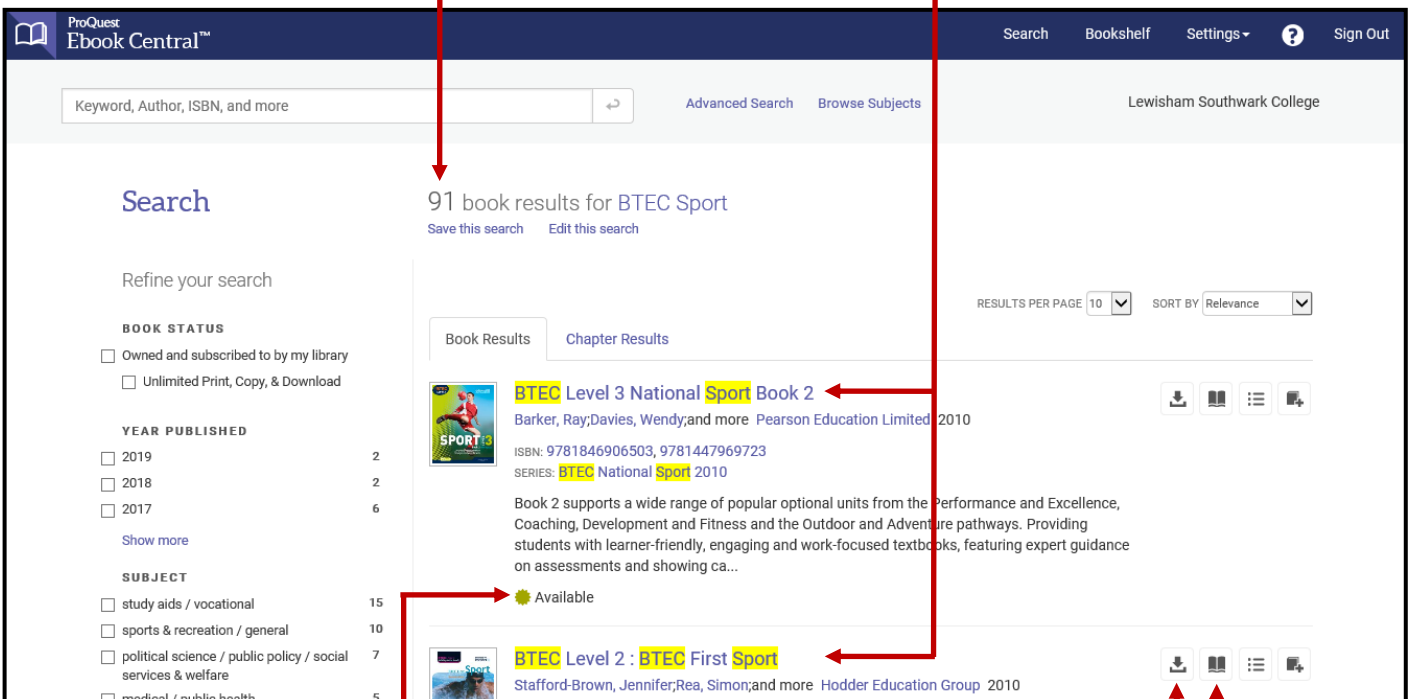 ProQuest
Ebook Central™
Search Bookshelf Settings ? Sign Out
Keyword, Author, ISBN, and more
Advanced Search Browse Subjects
Lewisham Southwark College
Search
91 book results for BTEC Sport
Save this search Edit this search
Refine your search
RESULTS PER PAGE 10 SORT BY Relevance
BOOK STATUS
Owned and subscribed to by my library
Unlimited Print, Copy, & Download
YEAR PUBLISHED
2019 2
2018 2
2017 6
Show more
SUBJECT
study aids / vocational 15
sports & recreation / general 10
political science / public policy / social 7
services & welfare
medical / public health 5
Book Results Chapter Results
SPORT 3
BTEC Level 3 National Sport Book 2
Barker, Ray;Davies, Wendy;and more Pearson Education Limited 2010
ISBN: 9781846906503, 9781447969723
SERIES: BTEC National Sport 2010
Book 2 supports a wide range of popular optional units from the Performance and Excellence,
Coaching, Development and Fitness and the Outdoor and Adventure pathways. Providing
students with learner-friendly, engaging and work-focused textbooks, featuring expert guidance
on assessments and showing ca...
Available
Sport
BTEC Level 2 : BTEC First Sport
Stafford-Brown, Jennifer;Rea, Simon;and more Hodder Education Group 2010